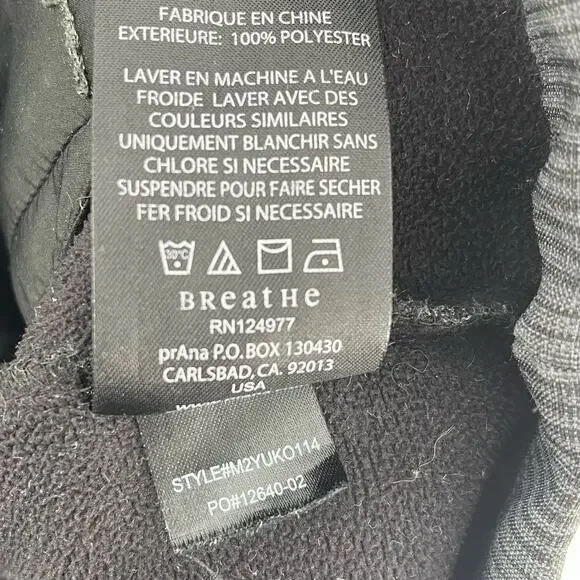 FABRIQUE EN CHINE
EXTERIEURE: 100% POLYESTER
LAVER EN MACHINE A L'EAU
FROIDE LAVER AVEC DES
COULEURS SIMILAIRES
UNIQUEMENT BLANCHIR SANS
CHLORE SI NECESSAIRE
SUSPENDRE POUR FAIRE SECHER
FER FROID SI NECESSAIRE
30°C
BReatHe
RN124977
prAna P.O. BOX 130430
CARLSBAD, CA. 92013
USA
STYLE#M2YUKO114
PO#12640-02